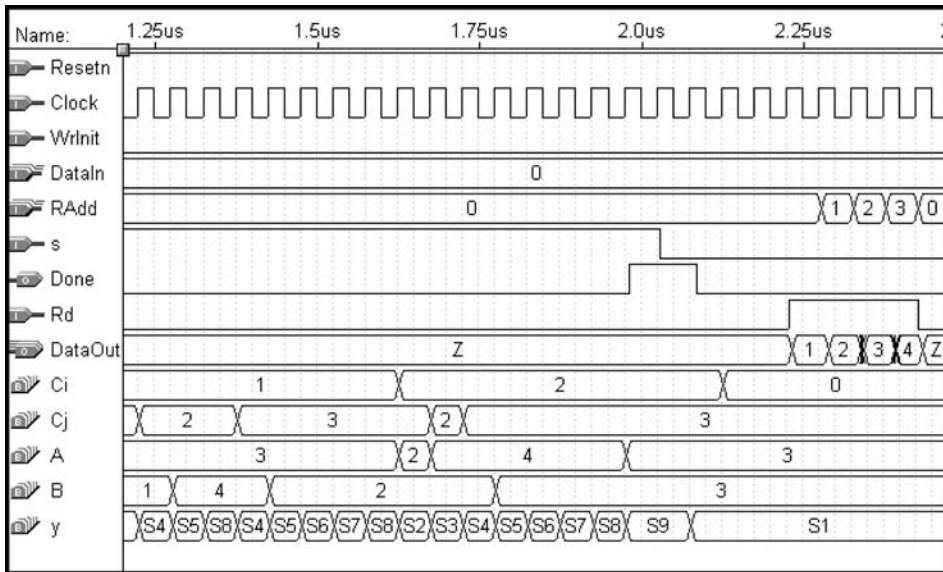 Name: 1.25us 1.5us 1.75us 2.0us 2.25us
Resetn
Clock
WrInit
DataIn 0
RAdd 0 1 2 3 0
s
Done
Rd
DataOut Z 1 2 3 4 Z
Ci 1 2 0
Cj 2 3 2 3
A 3 2 4 3
B 1 4 2 3
y S4 S5 S8 S4 S5 S6 S7 S8 S2 S3 S4 S5 S6 S7 S8 S9 S1